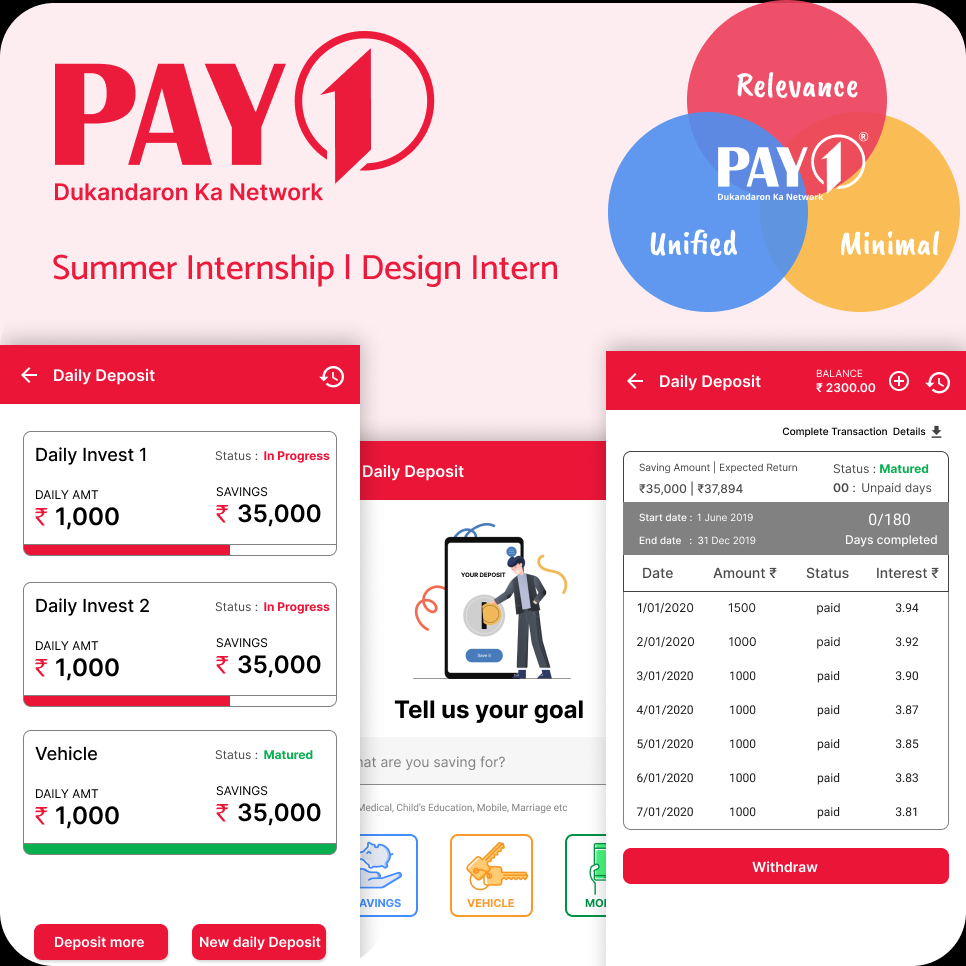 PAY1
Dukandaron Ka Network
Summer Internship | Design Intern
Relevance
PAY1®
Dukandaron Ka Network
Unified
Minimal
Daily Deposit
Daily Invest 1
Status : In Progress
DAILY AMT
SAVINGS
₹ 1,000
₹ 35,000
Daily Invest 2
Status : In Progress
DAILY AMT
SAVINGS
₹ 1,000
₹ 35,000
Vehicle
Status : Matured
DAILY AMT
SAVINGS
₹ 1,000
₹ 35,000
Deposit more
New daily Deposit
Daily Deposit
YOUR DEPOSIT
Save it
Tell us your goal
hat are you saving for?
Medical, Child's Education, Mobile, Marriage etc
AVINGS
VEHICLE
MO
Daily Deposit
BALANCE
₹ 2300.00
Complete Transaction Details
Saving Amount | Expected Return
Status : Matured
₹35,000 | ₹37,894
00 : Unpaid days
Start date : 1 June 2019
0/180
End date : 31 Dec 2019
Days completed
Date Amount ₹ Status Interest ₹
1/01/2020 1500 paid 3.94
2/01/2020 1000 paid 3.92
3/01/2020 1000 paid 3.90
4/01/2020 1000 paid 3.87
5/01/2020 1000 paid 3.85
6/01/2020 1000 paid 3.83
7/01/2020 1000 paid 3.81
Withdraw